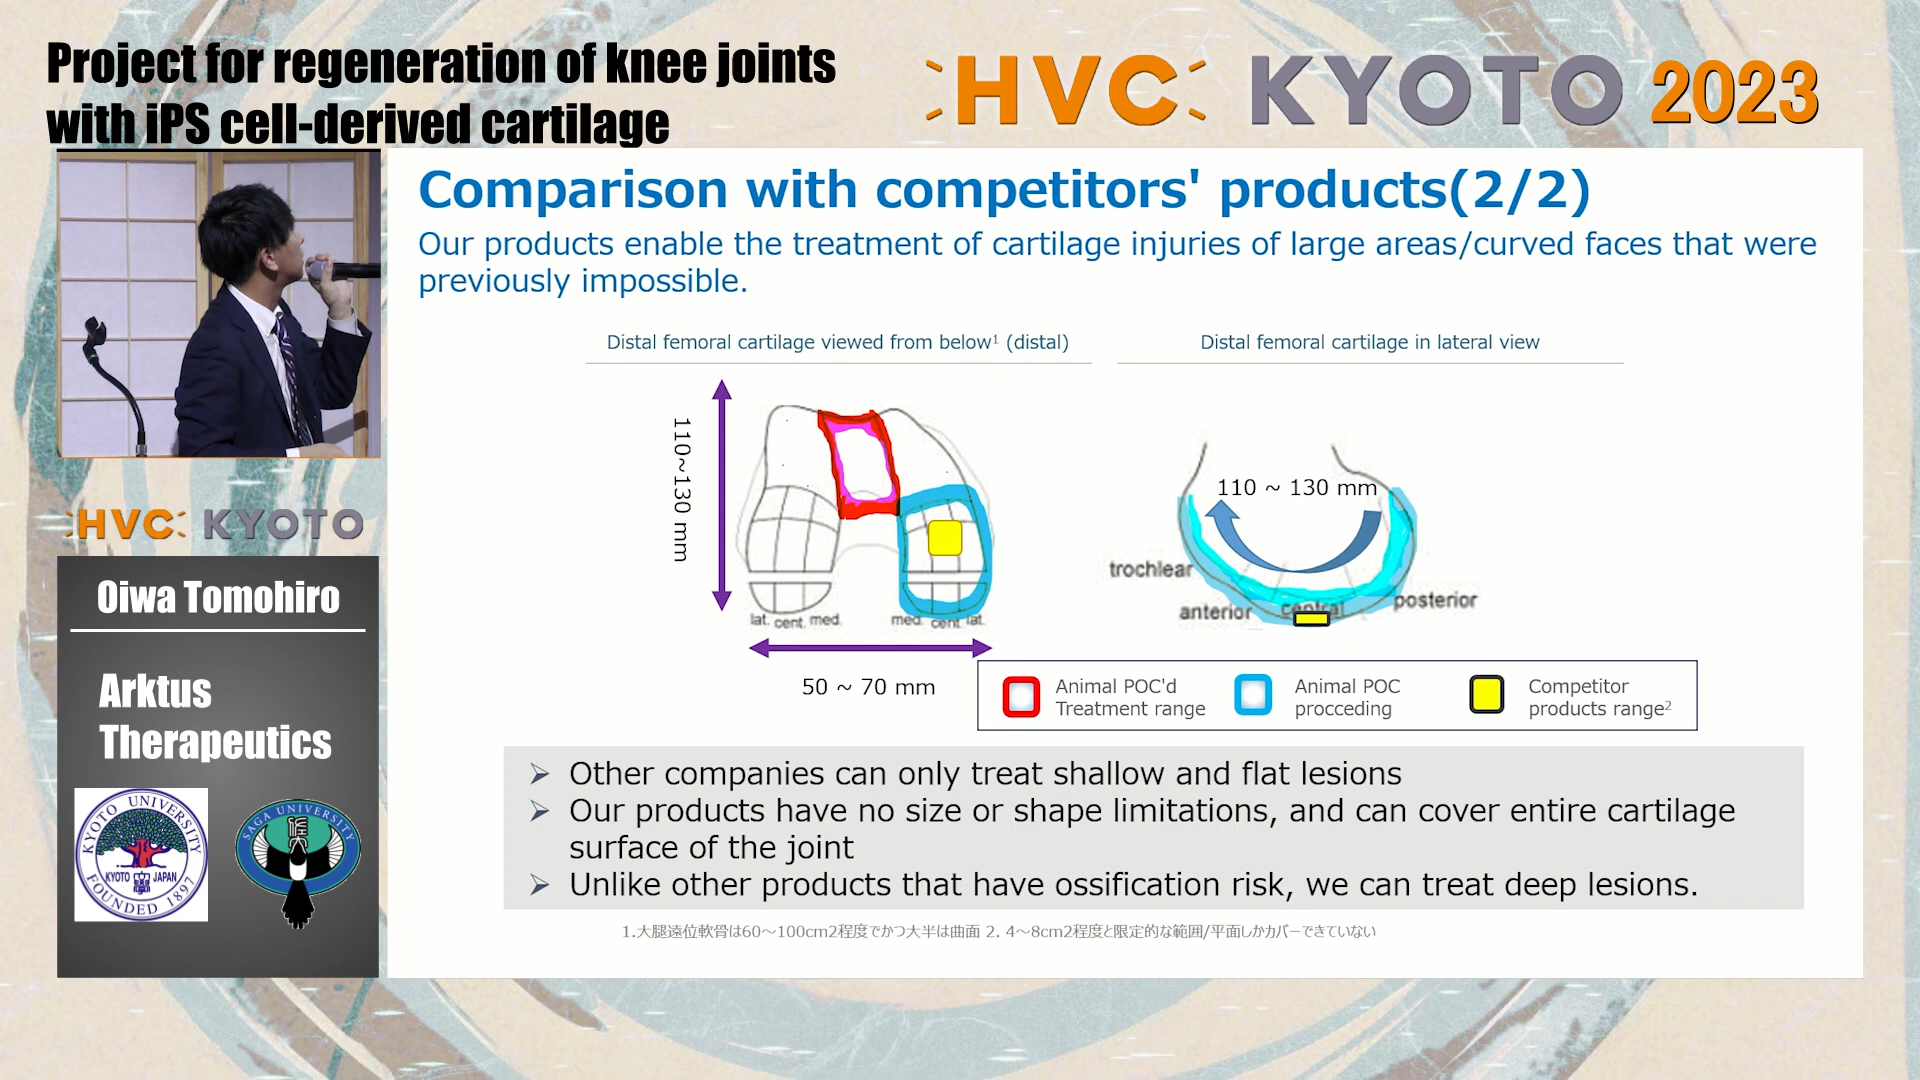 Project for regeneration of knee joints
with iPS cell-derived cartilage
HVC KYOTO 2023
Comparison with competitors' products(2/2)
Our products enable the treatment of cartilage injuries of large areas/curved faces that were
previously impossible.
Distal femoral cartilage viewed from below1 (distal)
Distal femoral cartilage in lateral view
110~130 mm
lat. cent. med.
med. cent. lat.
50 ~ 70 mm
110 ~ 130 mm
trochlear
anterior
central
posterior
Animal POC'd
Treatment range
Animal POC
procceding
Competitor
products range2
Other companies can only treat shallow and flat lesions
Our products have no size or shape limitations, and can cover entire cartilage
surface of the joint
Unlike other products that have ossification risk, we can treat deep lesions.
1.大腿遠位軟骨は60～100cm2程度でかつ大半は曲面 2. 4～8cm2程度と限定的な範囲/平面しかカバーできていない
HVC KYOTO
Oiwa Tomohiro
Arktus
Therapeutics
KYOTO UNIVERSITY
KYOTO JAPAN
FOUNDED 1897
SAGA UNIVERSITY